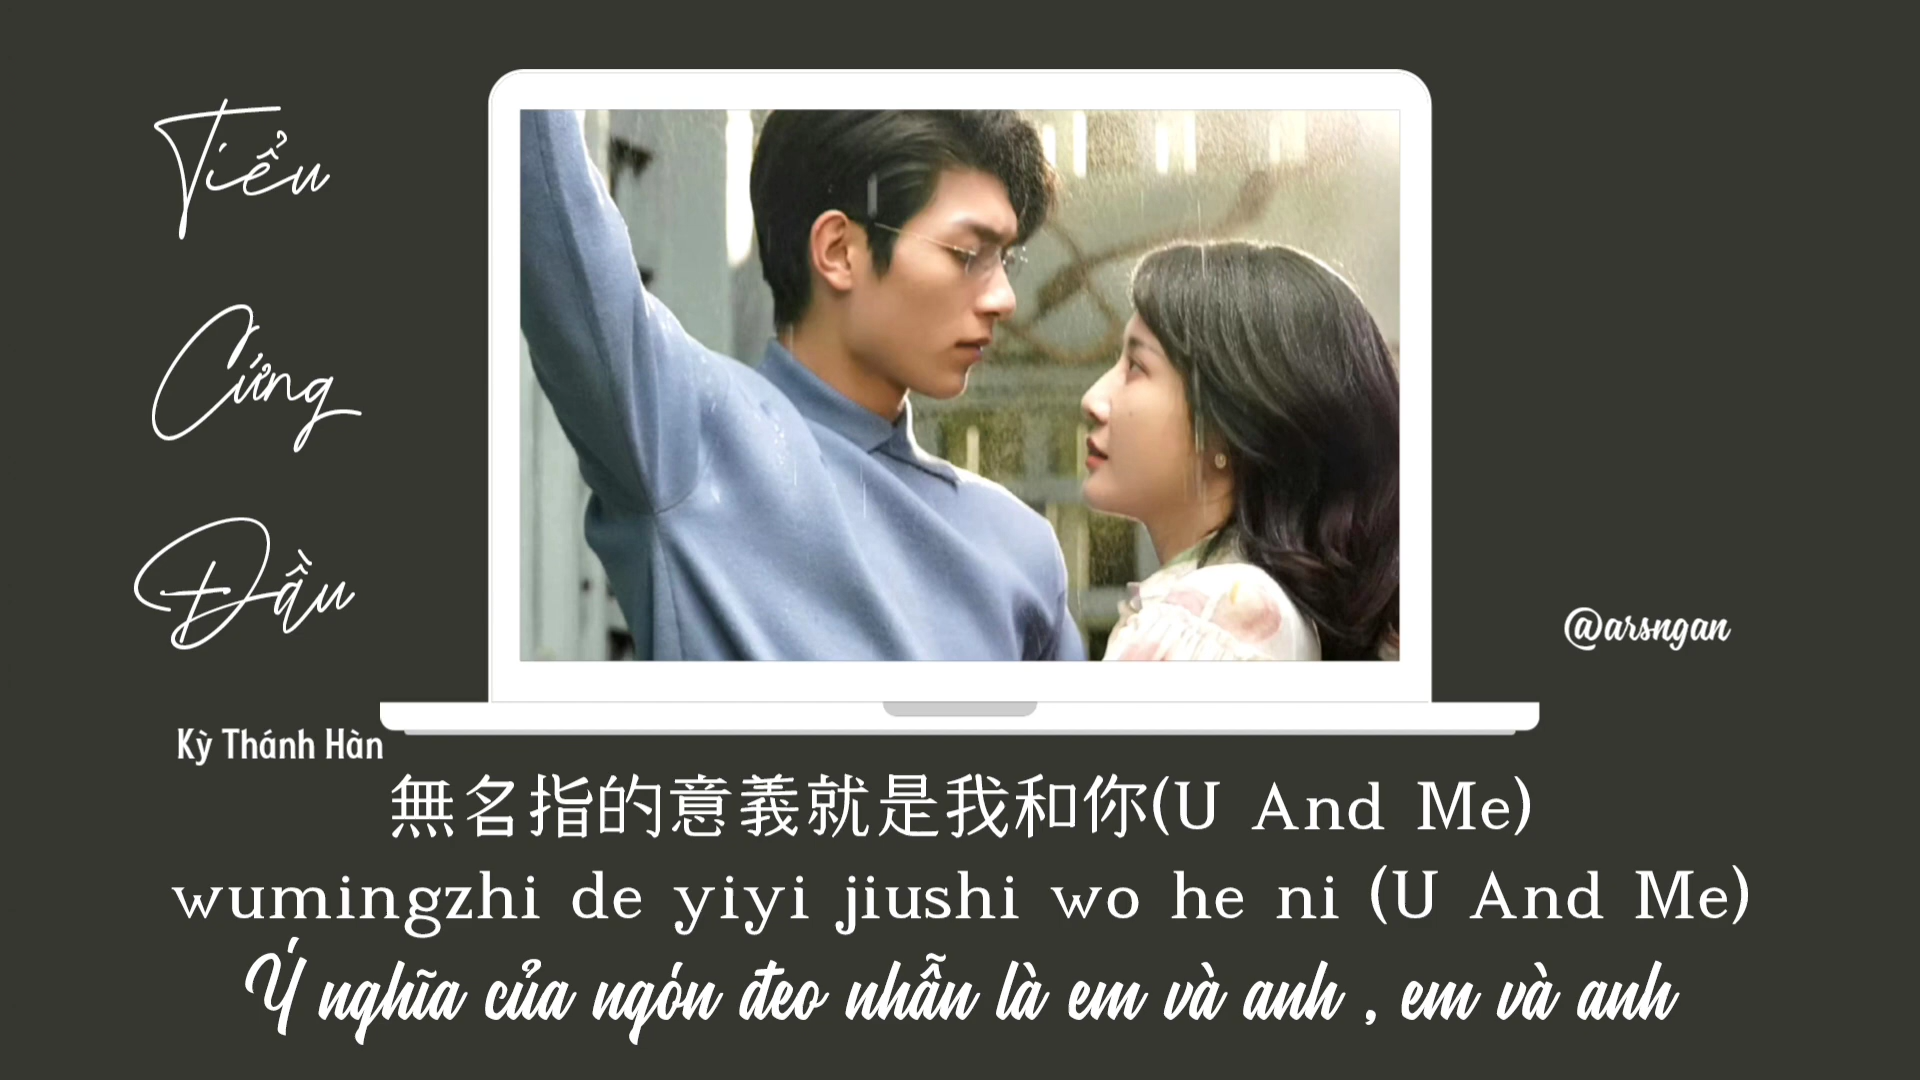 Tiểu
Cứng
Đầu
@arsngan
Kỳ Thánh Hàn
無名指的意義就是我和你(U And Me)
wumingzhi de yiyi jiushi wo he ni (U And Me)
Ý nghĩa của ngón đeo nhẫn là em và anh , em và anh